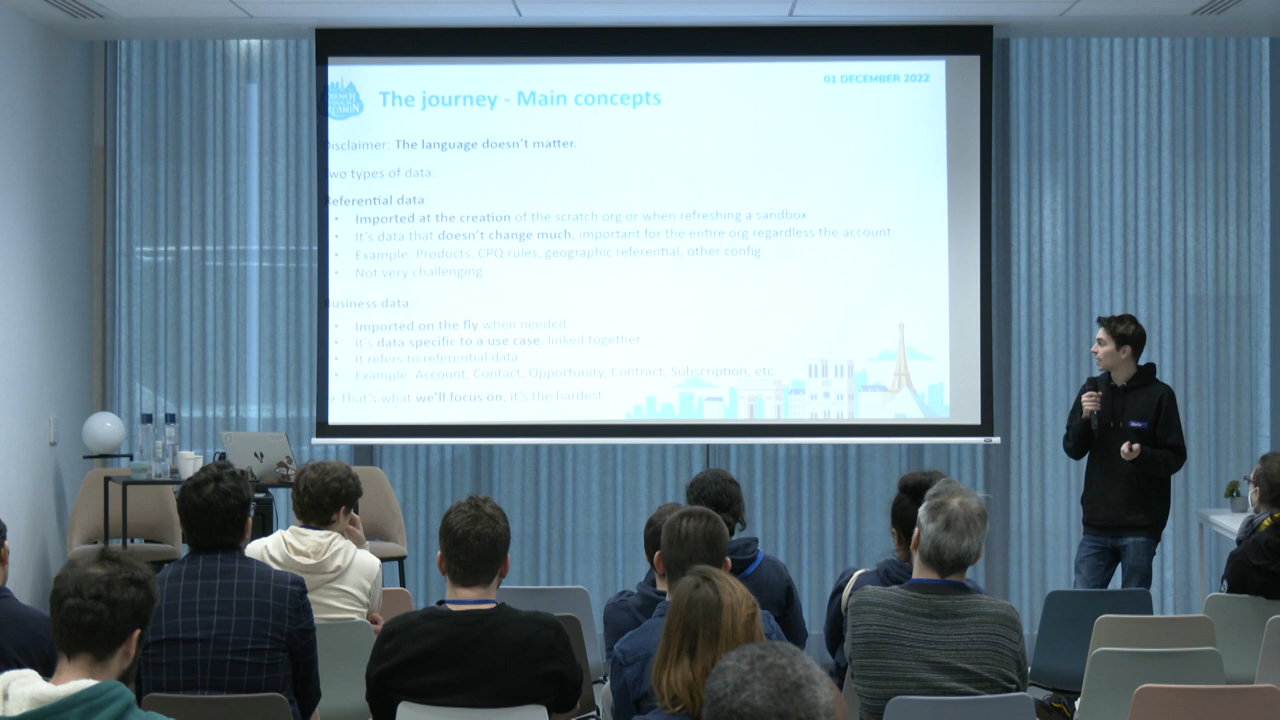 01 DECEMBER 2022
The journey - Main concepts
Disclaimer: The language doesn't matter.
Two types of data:
Referential data:
• Imported at the creation of the scratch org or when refreshing a sandbox
• It's data that doesn't change much, important for the entire org regardless the account
• Example: Products, CPQ rules, geographic referential, other config
• Not very challenging
Business data:
• Imported on the fly when needed
• It's data specific to a use case, linked together
• It refers to referential data
• Example: Account, Contact, Opportunity, Contract, Subscription, etc.
That's what we'll focus on, it's the hardest